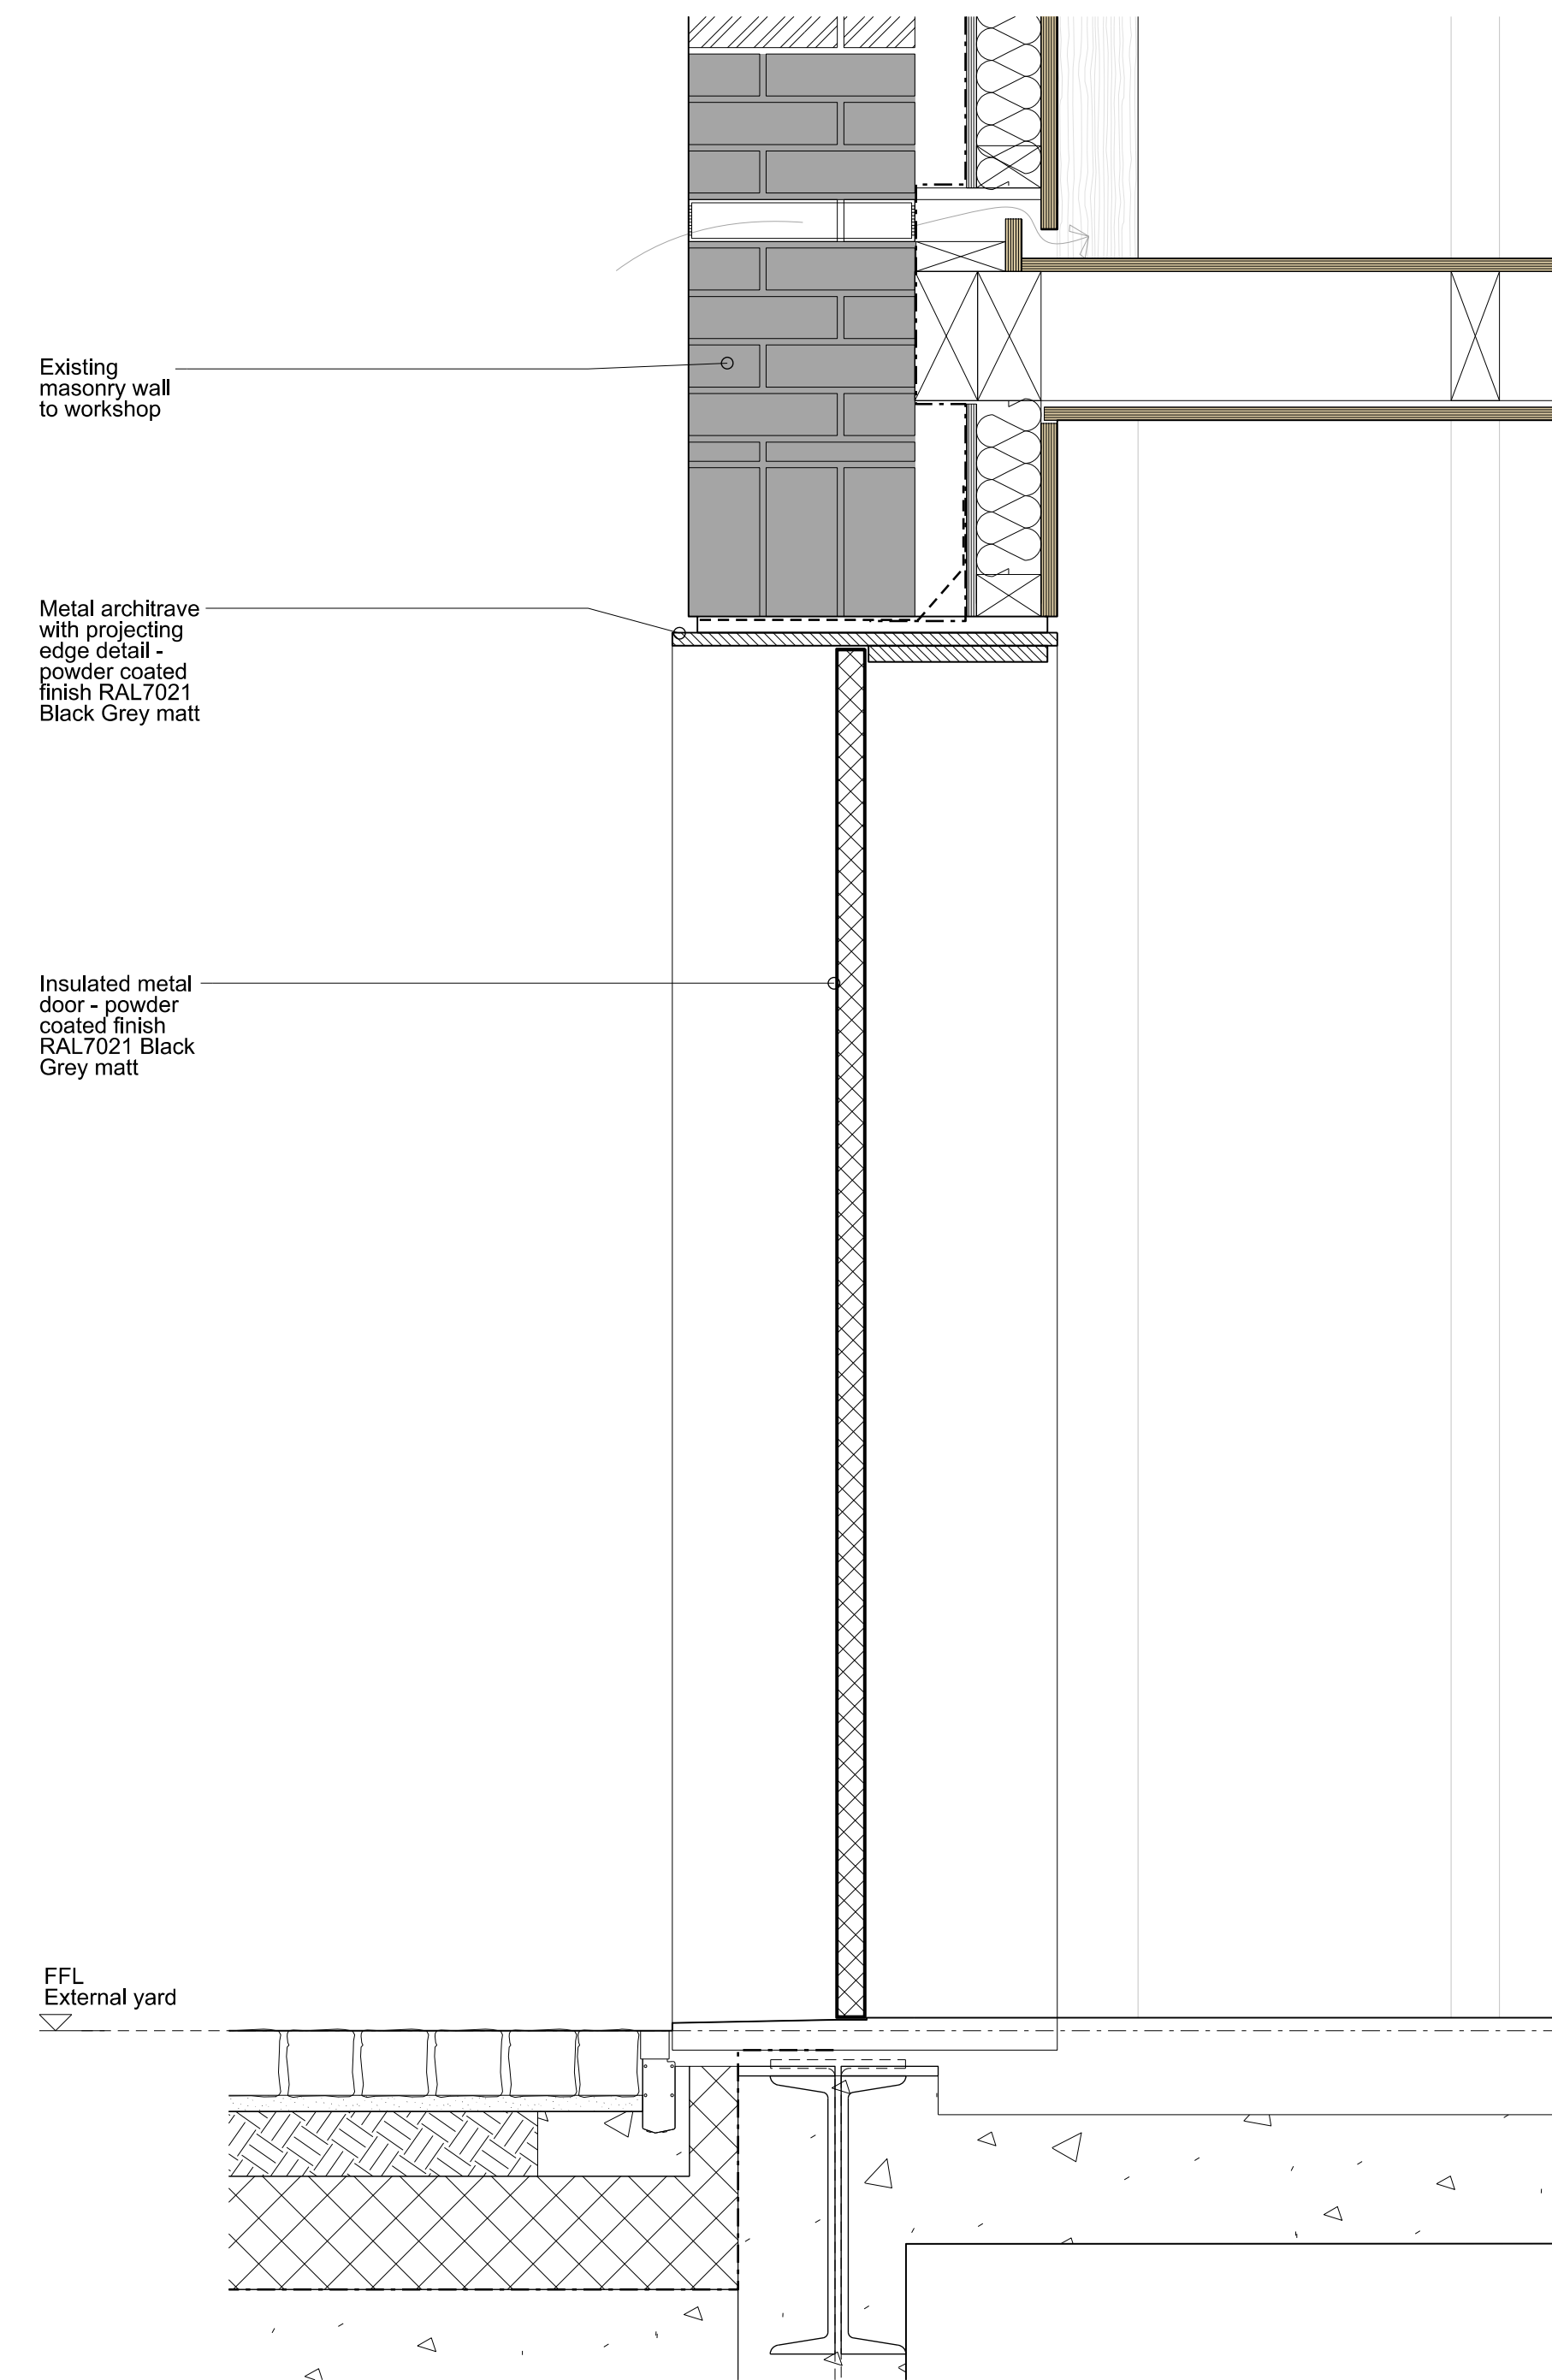 Existing
masonry wall
to workshop
Metal architrave
with projecting
edge detail -
powder coated
finish RAL7021
Black Grey matt
Insulated metal
door - powder
coated finish
RAL7021 Black
Grey matt
FFL
External yard